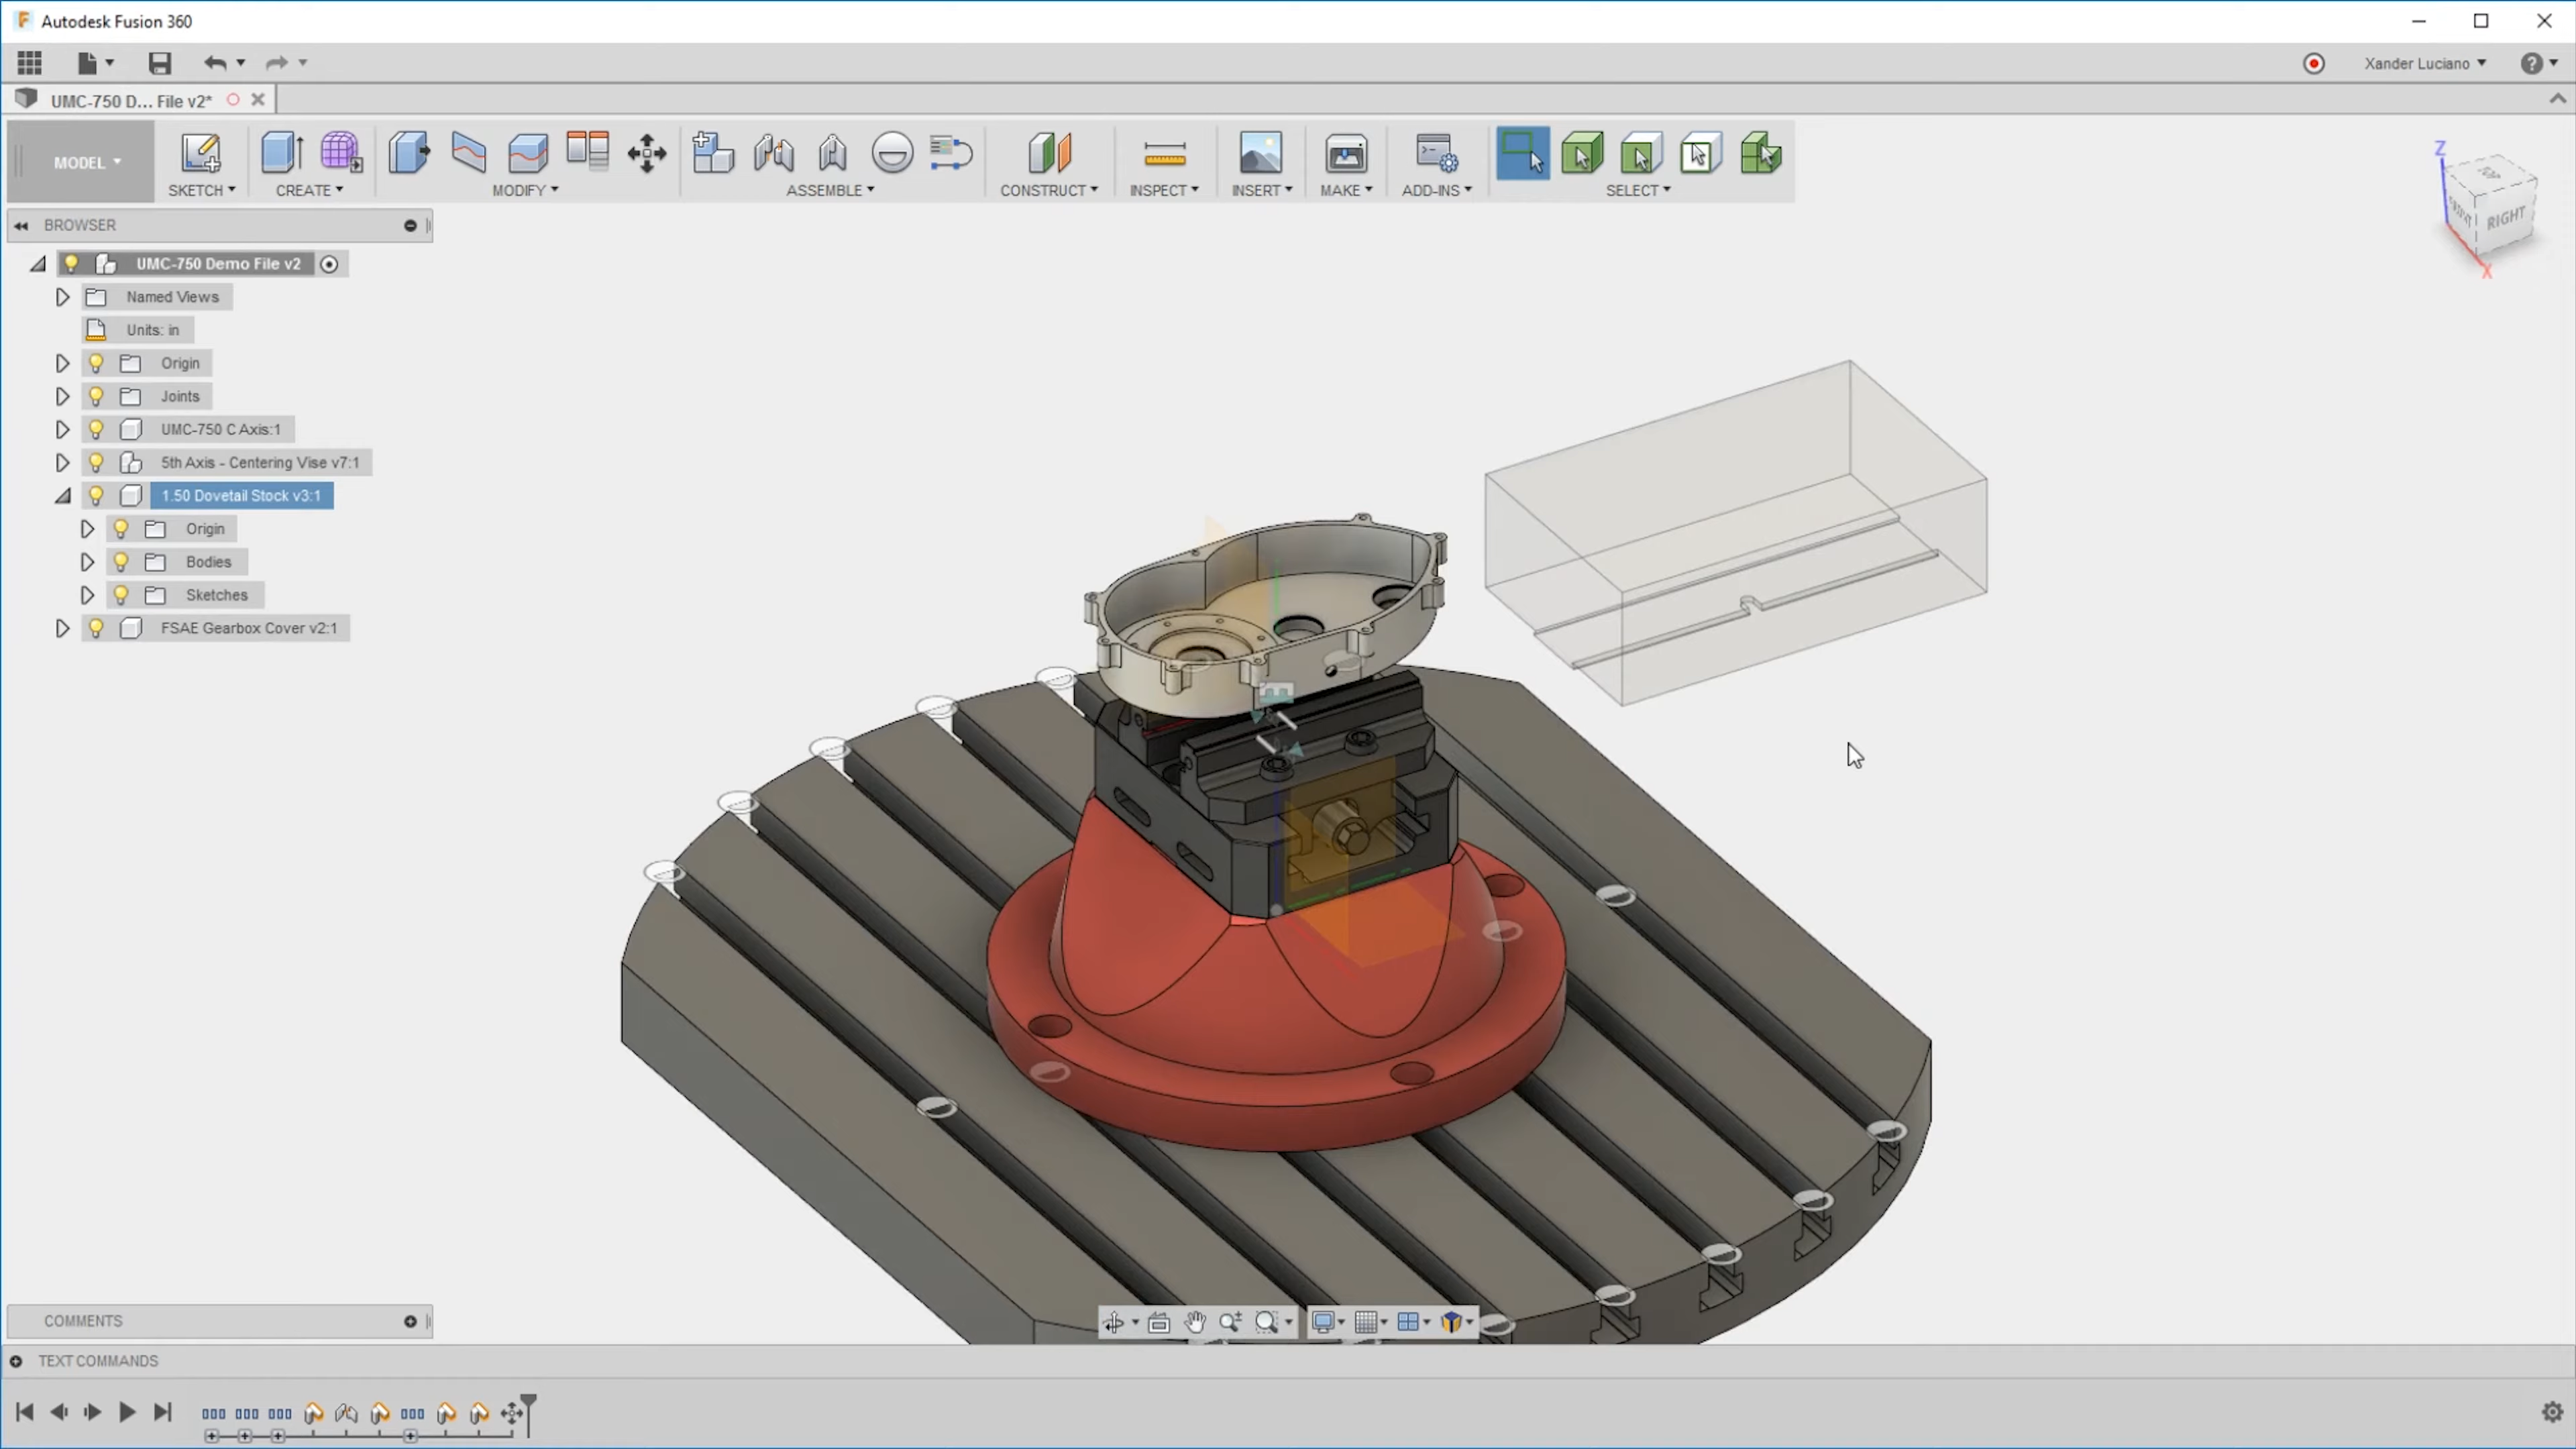 Autodesk Fusion 360
Xander Luciano
UMC-750 D... File v2*
MODEL
SKETCH
CREATE
MODIFY
ASSEMBLE
CONSTRUCT
INSPECT
INSERT
MAKE
ADD-INS
SELECT
BROWSER
UMC-750 Demo File v2
Named Views
Units: in
Origin
Joints
UMC-750 C Axis:1
5th Axis - Centering Vise v7:1
1.50 Dovetail Stock v3:1
Origin
Bodies
Sketches
FSAE Gearbox Cover v2:1
Z
RIGHT
X
COMMENTS
TEXT COMMANDS